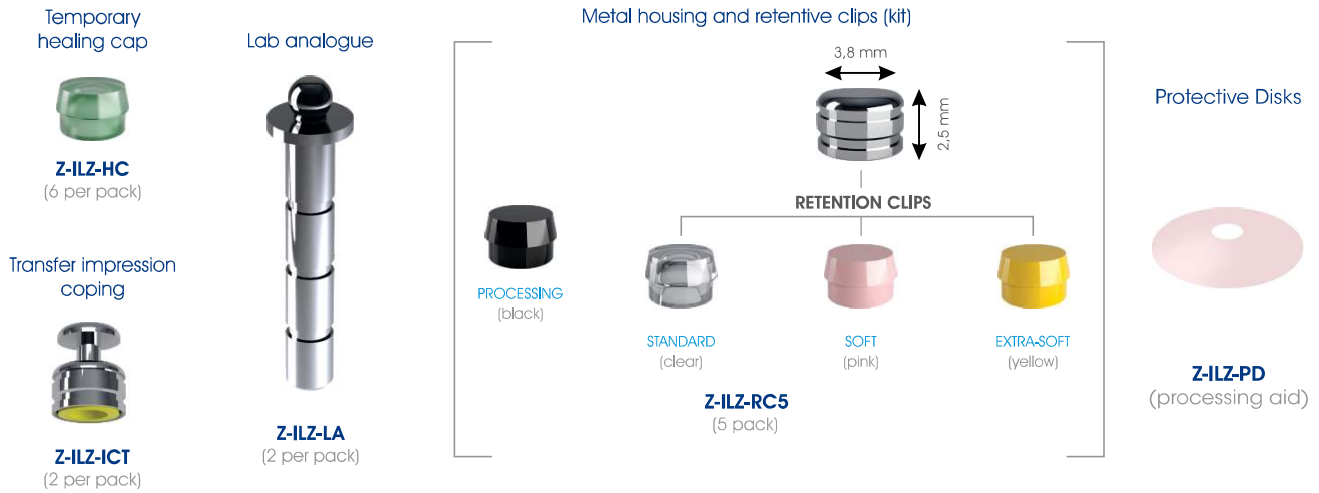 Temporary
healing cap
Z-ILZ-HC
(6 per pack)
Transfer impression
coping
Z-ILZ-ICT
(2 per pack)
Lab analogue
Z-ILZ-LA
(2 per pack)
Metal housing and retentive clips (kit)
3,8 mm
2,5 mm
RETENTION CLIPS
PROCESSING
(black)
STANDARD
(clear)
SOFT
(pink)
EXTRA-SOFT
(yellow)
Z-ILZ-RC5
(5 pack)
Protective Disks
Z-ILZ-PD
(processing aid)